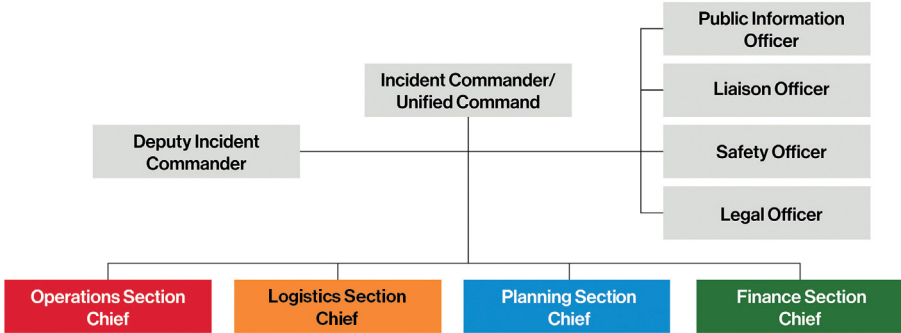 Public Information
Officer
Incident Commander/
Unified Command
Liaison Officer
Deputy Incident
Commander
Safety Officer
Legal Officer
Operations Section
Chief
Logistics Section
Chief
Planning Section
Chief
Finance Section
Chief